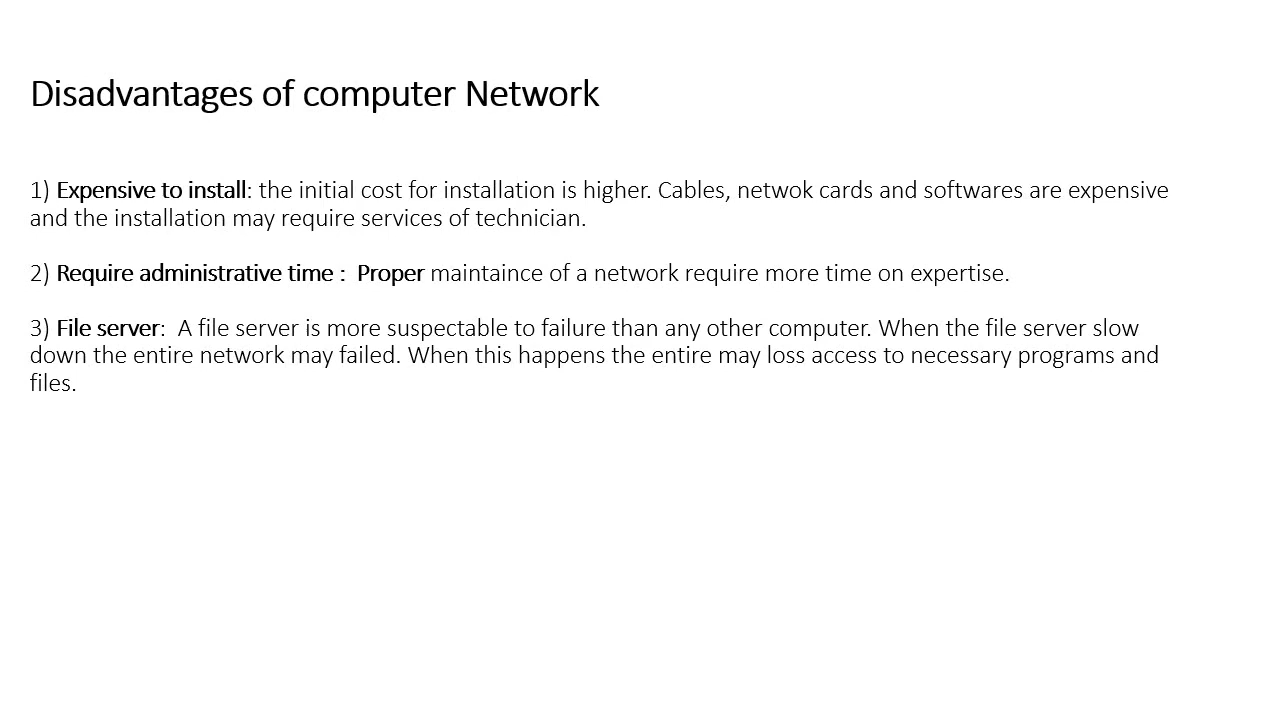 Disadvantages of computer Network
1) Expensive to install: the initial cost for installation is higher. Cables, netwok cards and softwares are expensive
and the installation may require services of technician.
2) Require administrative time :  Proper maintaince of a network require more time on expertise.
3) File server:  A file server is more suspectable to failure than any other computer. When the file server slow
down the entire network may failed. When this happens the entire may loss access to necessary programs and
files.